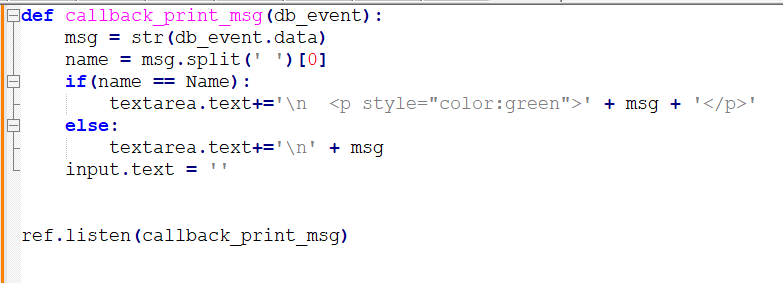 def callback_print_msg(db_event):
    msg = str(db_event.data)
    name = msg.split(' ')[0]
    if(name == Name):
        textarea.text+='\n  <p style="color:green">' + msg + '</p>'
    else:
        textarea.text+='\n' + msg
    input.text = ''
ref.listen(callback_print_msg)